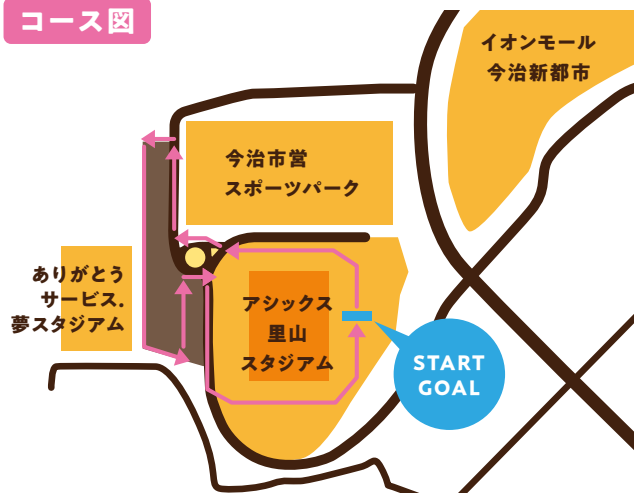 コース図
イオンモール
今治新都市
今治市営
スポーツパーク
ありがとう
サービス.
夢スタジアム
アシックス
里山
スタジアム
START
GOAL